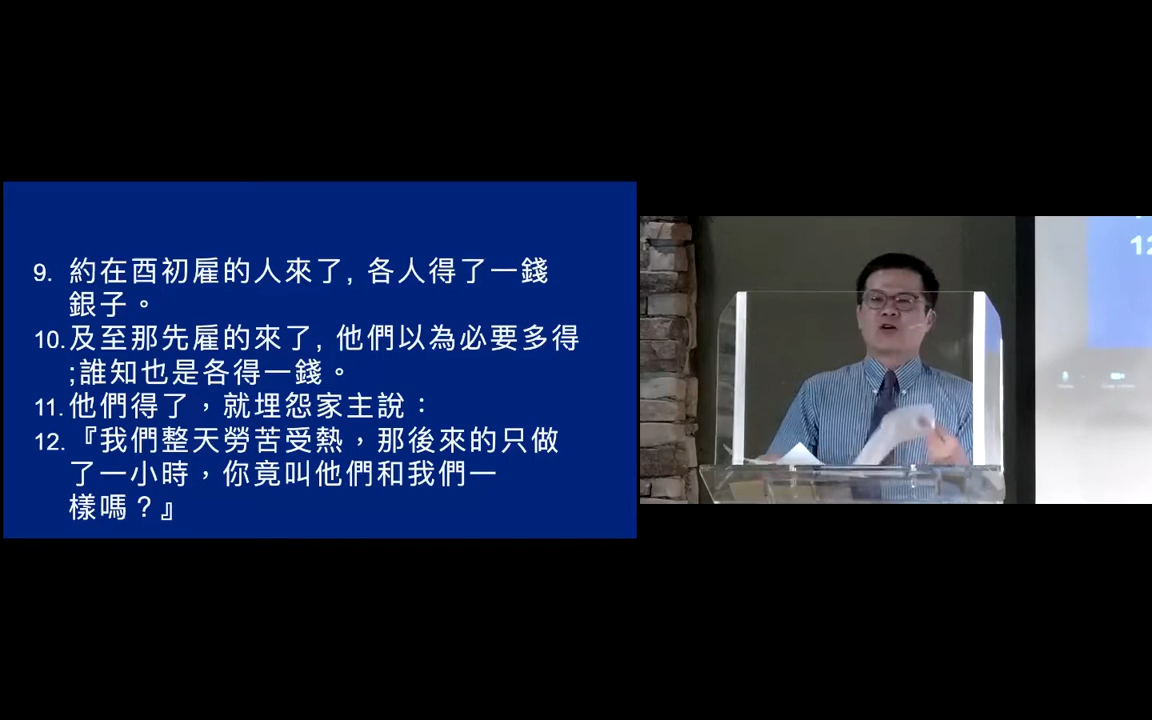 9. 約在酉初雇的人來了, 各人得了一錢
銀子。
10. 及至那先雇的來了, 他們以為必要多得
;誰知也是各得一錢。
11. 他們得了，就埋怨家主說：
12. 『我們整天勞苦受熱，那後來的只做
了一小時，你竟叫他們和我們一
樣嗎？』